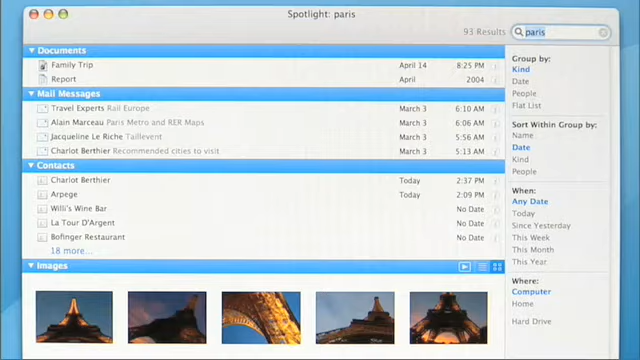 Spotlight: paris
93 Results paris
Documents
Family Trip April 14 8:25 PM
Report April 2004
Mail Messages
Travel Experts Rail Europe March 3 6:10 AM
Alain Marceau Paris Metro and RER Maps March 3 6:06 AM
Jacqueline Le Riche Taillevent March 3 5:56 AM
Charlot Berthier Recommended cities to visit March 3 5:13 AM
Contacts
Charlot Berthier Today 2:37 PM
Arpege Today 2:09 PM
Willi's Wine Bar No Date
La Tour D'Argent No Date
Bofinger Restaurant No Date
18 more...
Images
Group by:
Kind
Date
People
Flat List
Sort Within Group by:
Name
Date
Kind
People
When:
Any Date
Today
Since Yesterday
This Week
This Month
This Year
Where:
Computer
Home
Hard Drive